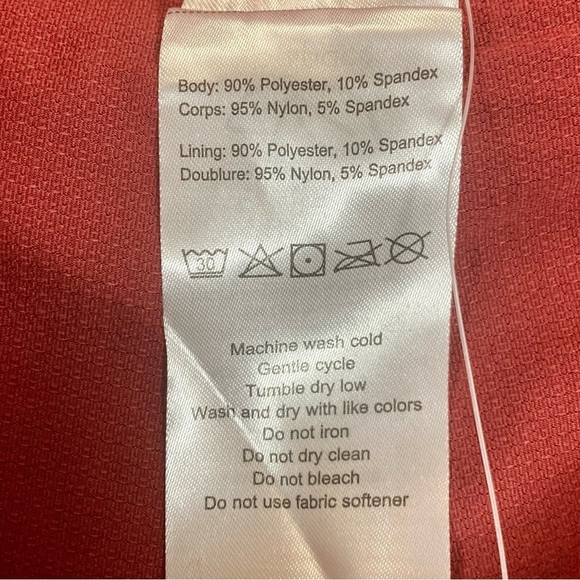 Body: 90% Polyester, 10% Spandex
Corps: 95% Nylon, 5% Spandex
Lining: 90% Polyester, 10% Spandex
Doublure: 95% Nylon, 5% Spandex
30
Machine wash cold
Gentle cycle
Tumble dry low
Wash and dry with like colors
Do not iron
Do not dry clean
Do not bleach
Do not use fabric softener